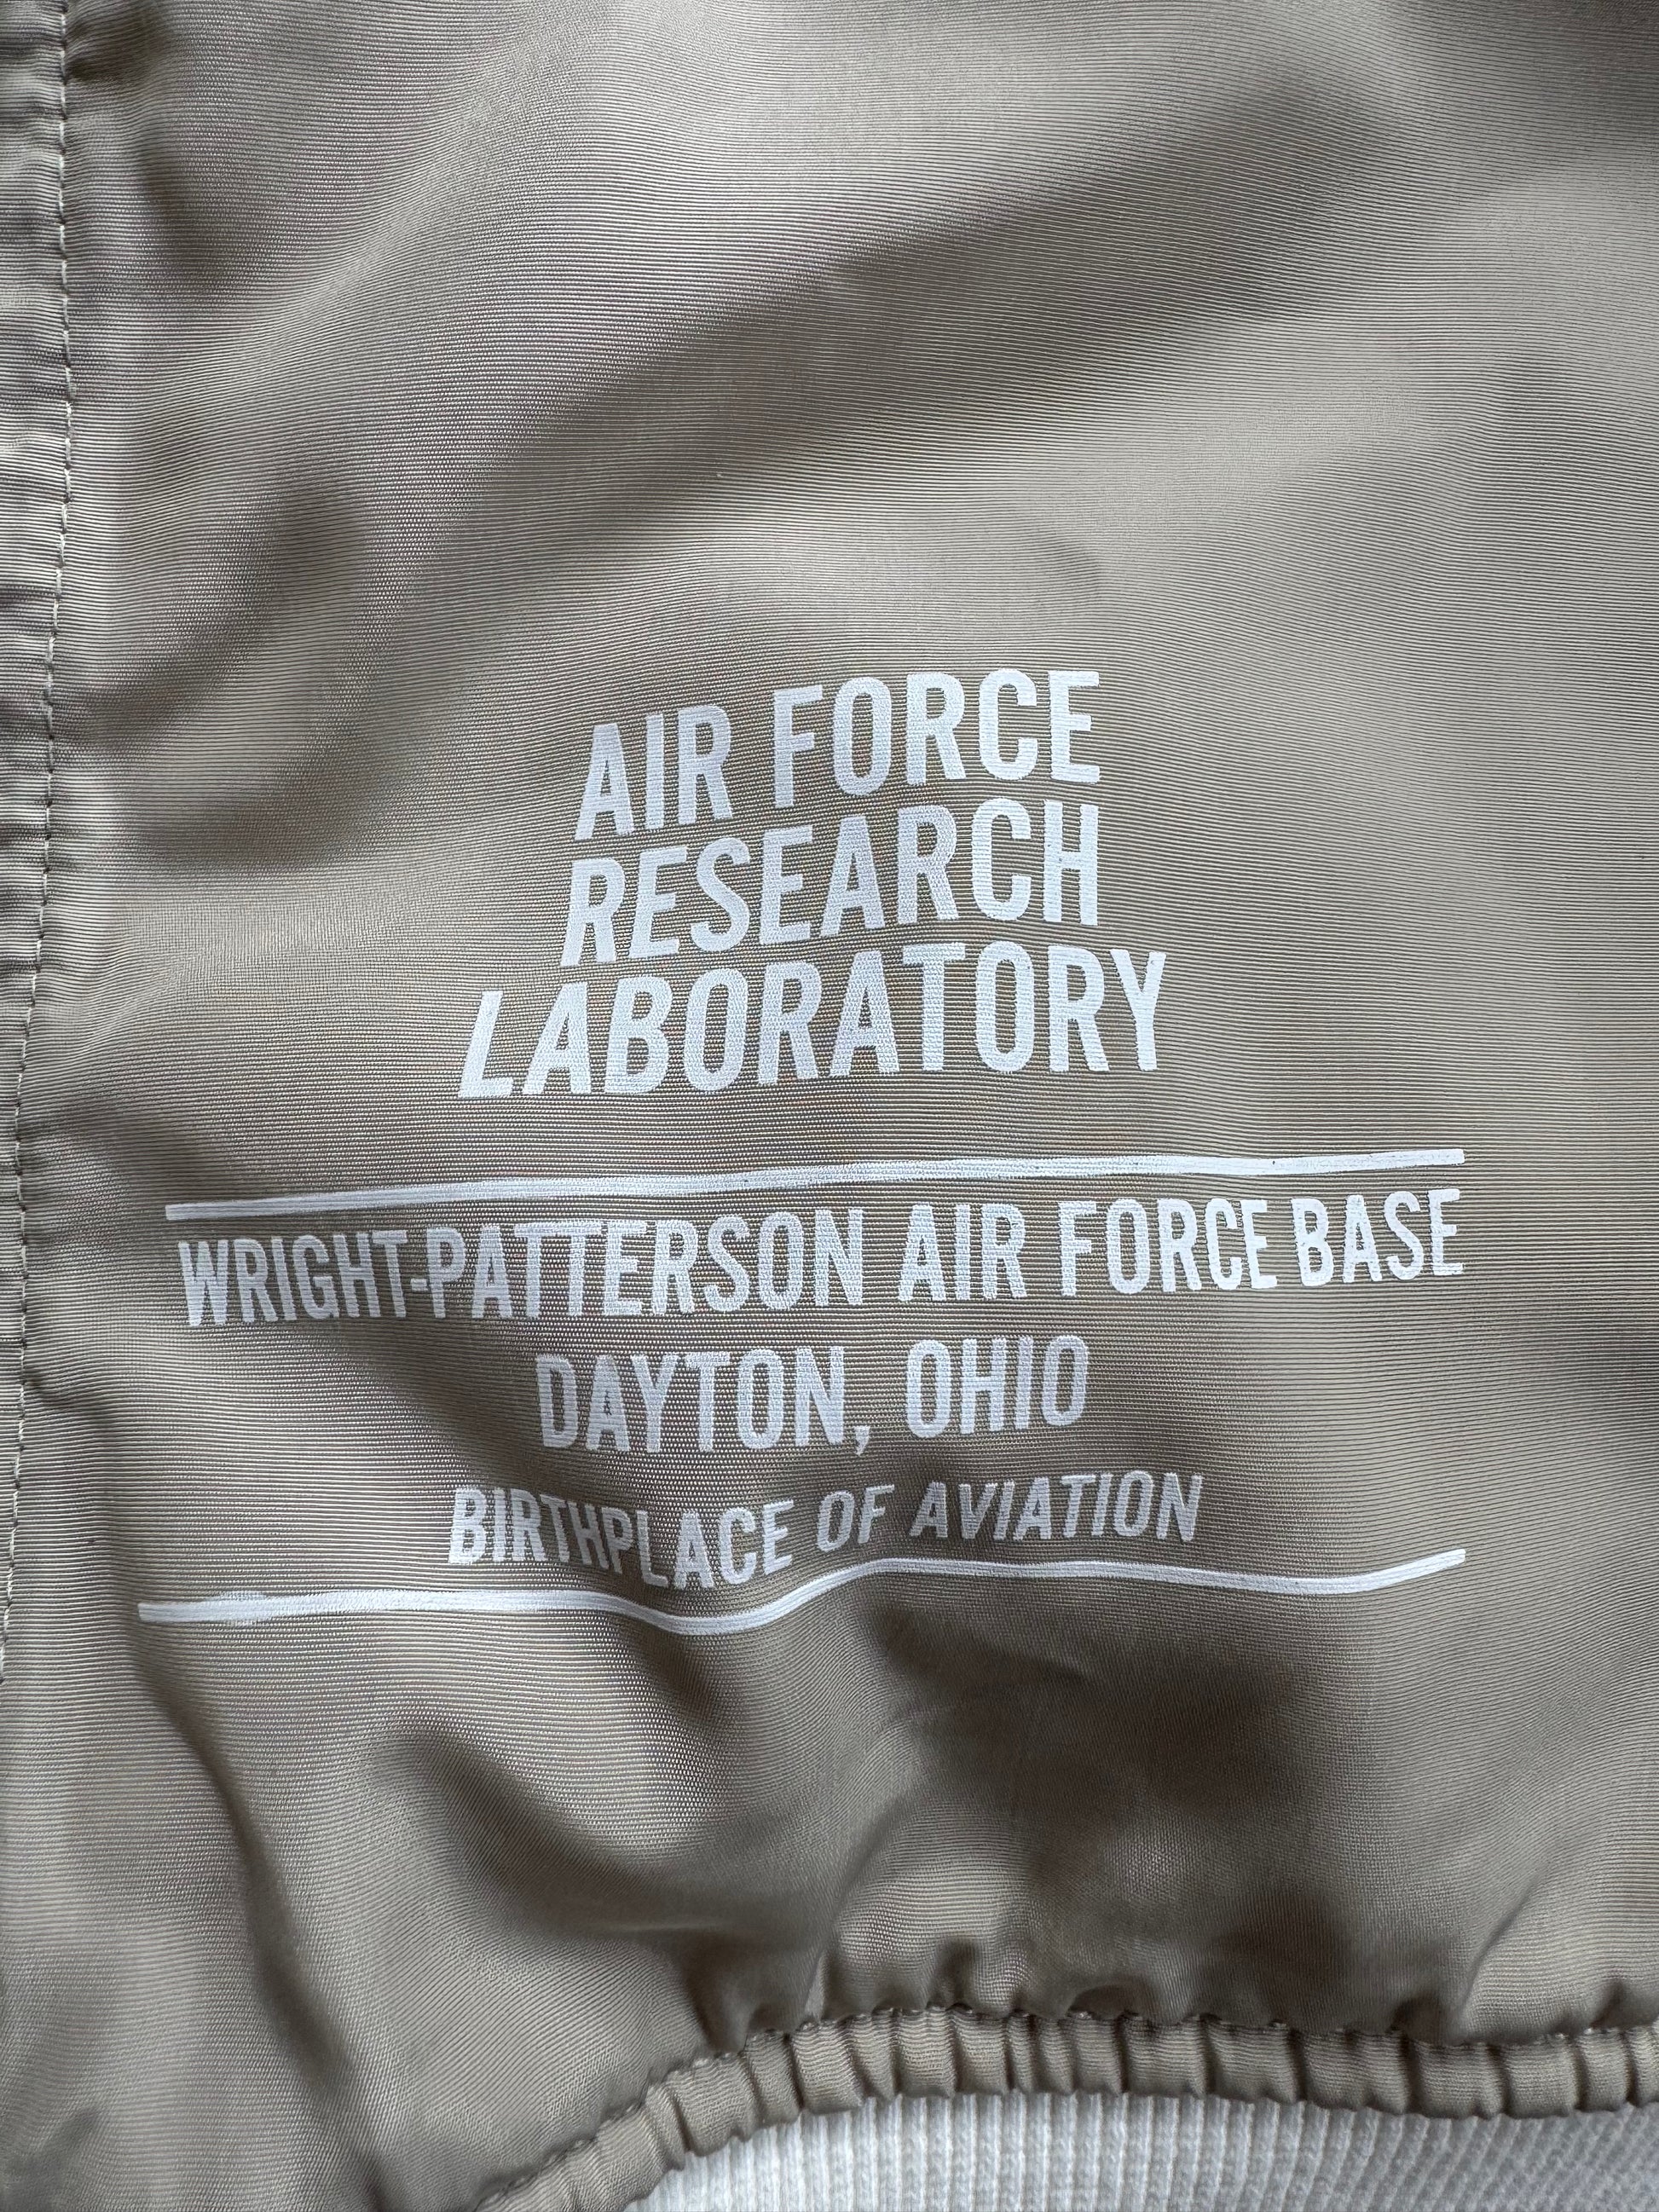 AIR FORCE
RESEARCH
LABORATORY
WRIGHT-PATTERSON AIR FORCE BASE
DAYTON, OHIO
BIRTHPLACE OF AVIATION